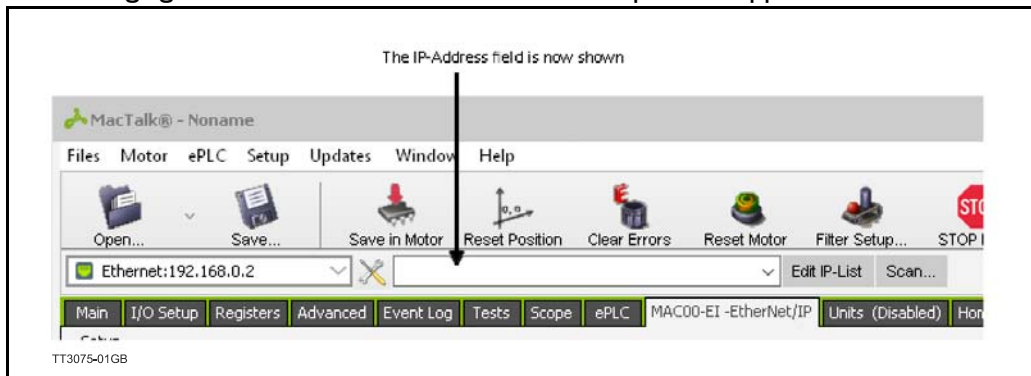 The IP-Address field is now shown
MacTalk® - Noname
Files Motor ePLC Setup Updates Window Help
Open... Save... Save in Motor Reset Position Clear Errors Reset Motor Filter Setup... STOP
Ethernet:192.168.0.2 Edit IP-List Scan...
Main I/O Setup Registers Advanced Event Log Tests Scope ePLC MAC00-EI -EtherNet/IP Units (Disabled)
TT3075-01GB